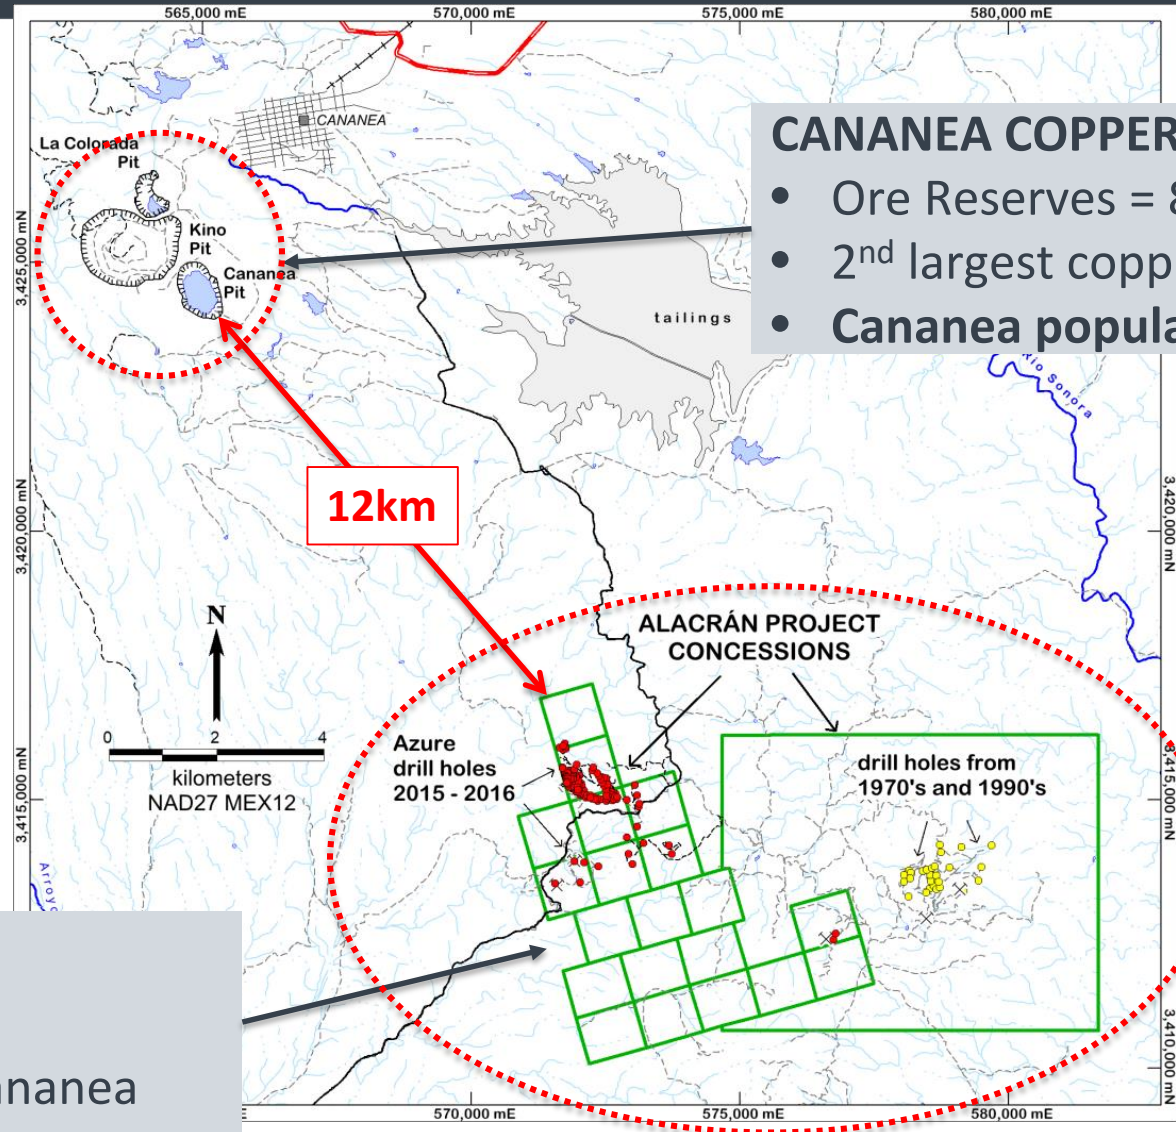 565,000 mE
570,000 mE
575,000 mE
580,000 mE
CANANEA
La Colorada
Pit
Kino
Pit
Cananea
Pit
CANANEA COPPER
• Ore Reserves =
• 2nd largest copp
• Cananea popula
3,425,000 mN
tailings
Río Sonora
12km
3,420,000 mN
3,420,000 mN
N
ALACRÁN PROJECT
CONCESSIONS
0 2 4
kilometers
NAD27 MEX12
Azure
drill holes
2015 - 2016
drill holes from
1970's and 1990's
3,415,000 mN
3,415,000 mN
Arroyo
3,410,000 mN
ananea
E
570,000 mE
575,000 mE
580,000 mE